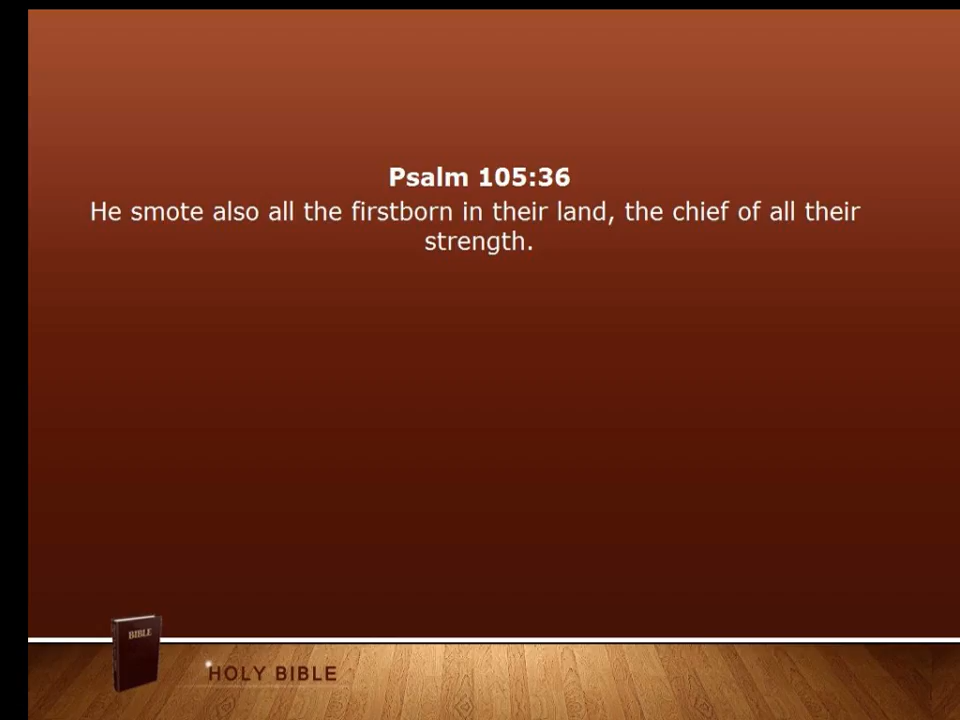 Psalm 105:36
He smote also all the firstborn in their land, the chief of all their
strength.
BIBLE
HOLY BIBLE